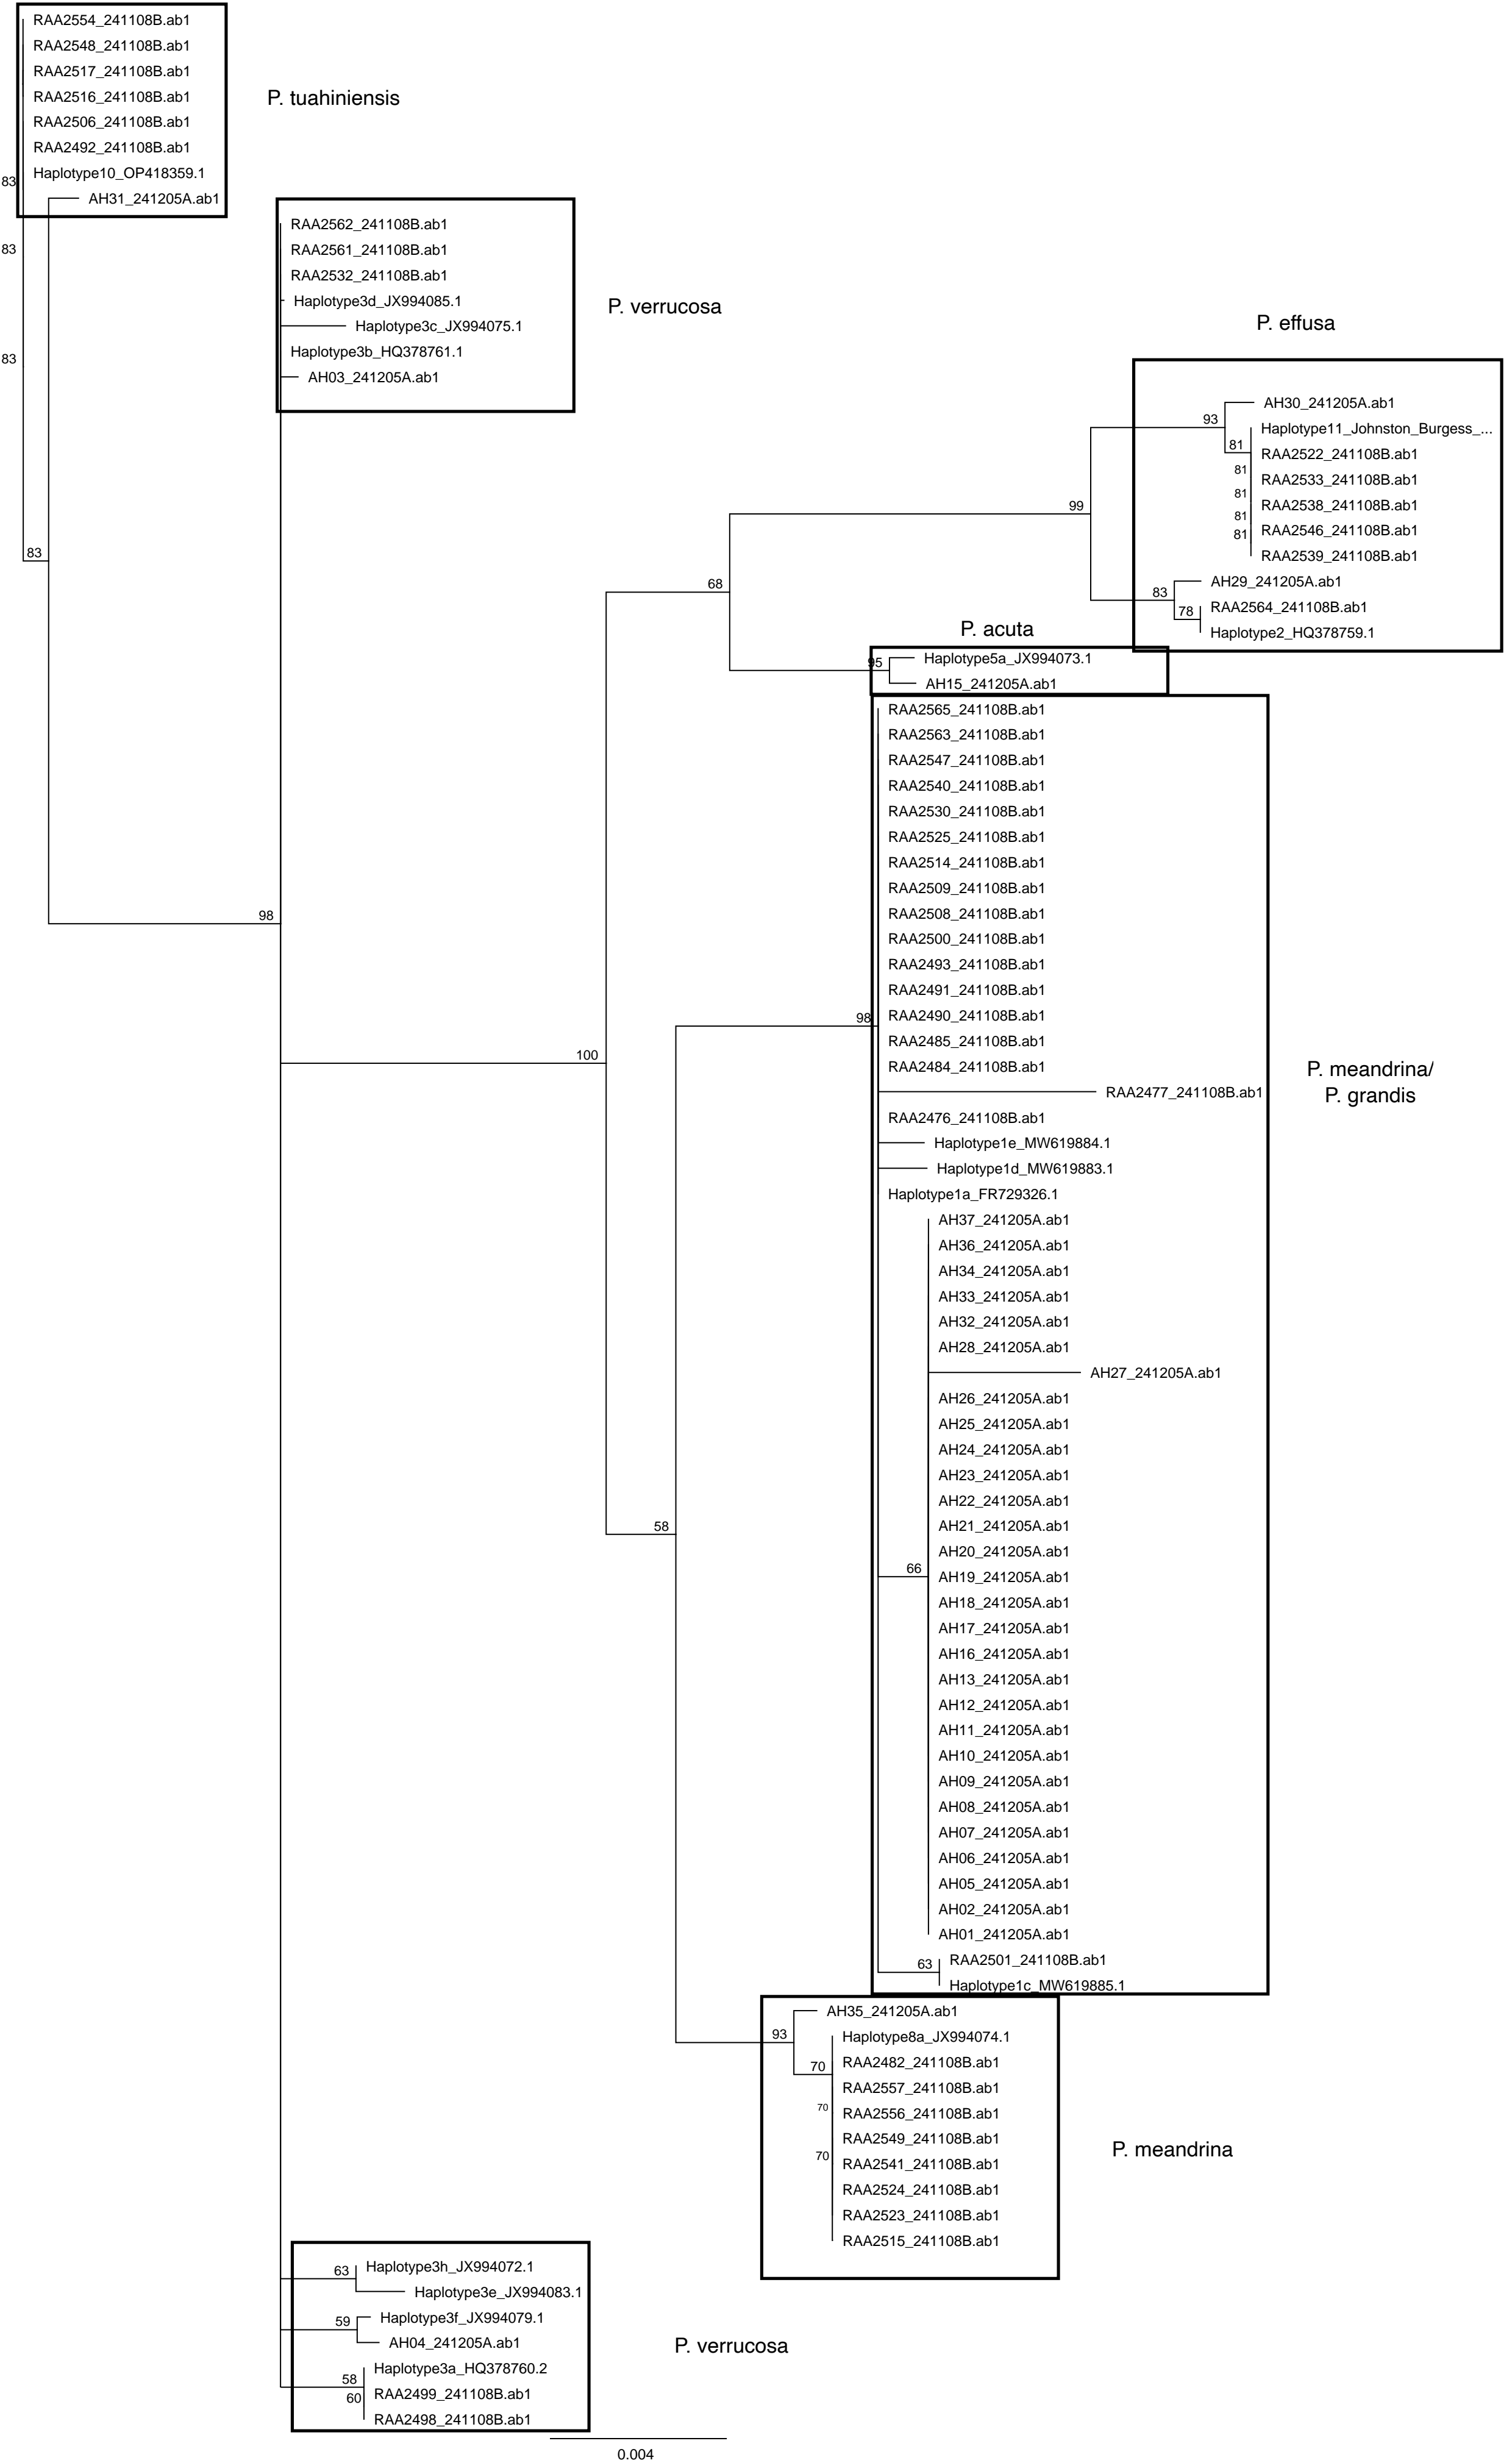 RAA2554_241108B.ab1
RAA2548_241108B.ab1
RAA2517_241108B.ab1
P. tuahiniensis
RAA2516_241108B.ab1
RAA2506_241108B.ab1
RAA2492_241108B.ab1
Haplotype10_OP418359.1
83
AH31_241205A.ab1
RAA2562_241108B.ab1
83
RAA2561_241108B.ab1
RAA2532_241108B.ab1
Haplotype3d_JX994085.1
P. verrucosa
P. effusa
Haplotype3c_JX994075.1
Haplotype3b_HQ378761.1
83
AH03_241205A.ab1
AH30_241205A.ab1
93
Haplotype11_Johnston_Burgess_...
81
RAA2522_241108B.ab1
81
RAA2533_241108B.ab1
81
RAA2538_241108B.ab1
99
81
RAA2546_241108B.ab1
81
RAA2539_241108B.ab1
83
AH29_241205A.ab1
68
83
RAA2564_241108B.ab1
78
P. acuta
Haplotype2_HQ378759.1
95
Haplotype5a_JX994073.1
AH15_241205A.ab1
RAA2565_241108B.ab1
RAA2563_241108B.ab1
RAA2547_241108B.ab1
RAA2540_241108B.ab1
RAA2530_241108B.ab1
RAA2525_241108B.ab1
RAA2514_241108B.ab1
RAA2509_241108B.ab1
RAA2508_241108B.ab1
98
RAA2500_241108B.ab1
RAA2493_241108B.ab1
RAA2491_241108B.ab1
98
RAA2490_241108B.ab1
RAA2485_241108B.ab1
100
RAA2484_241108B.ab1
P. meandrina/
P. grandis
RAA2477_241108B.ab1
RAA2476_241108B.ab1
Haplotype1e_MW619884.1
Haplotype1d_MW619883.1
Haplotype1a_FR729326.1
AH37_241205A.ab1
AH36_241205A.ab1
AH34_241205A.ab1
AH33_241205A.ab1
AH32_241205A.ab1
AH28_241205A.ab1
AH27_241205A.ab1
AH26_241205A.ab1
AH25_241205A.ab1
AH24_241205A.ab1
AH23_241205A.ab1
AH22_241205A.ab1
58
AH21_241205A.ab1
AH20_241205A.ab1
66
AH19_241205A.ab1
AH18_241205A.ab1
AH17_241205A.ab1
AH16_241205A.ab1
AH13_241205A.ab1
AH12_241205A.ab1
AH11_241205A.ab1
AH10_241205A.ab1
AH09_241205A.ab1
AH08_241205A.ab1
AH07_241205A.ab1
AH06_241205A.ab1
AH05_241205A.ab1
AH02_241205A.ab1
AH01_241205A.ab1
63
RAA2501_241108B.ab1
Haplotype1c_MW619885.1
AH35_241205A.ab1
93
Haplotype8a_JX994074.1
70
RAA2482_241108B.ab1
RAA2557_241108B.ab1
70
RAA2556_241108B.ab1
RAA2549_241108B.ab1
P. meandrina
70
RAA2541_241108B.ab1
RAA2524_241108B.ab1
RAA2523_241108B.ab1
RAA2515_241108B.ab1
63
Haplotype3h_JX994072.1
Haplotype3e_JX994083.1
59
Haplotype3f_JX994079.1
AH04_241205A.ab1
P. verrucosa
Haplotype3a_HQ378760.2
58
RAA2499_241108B.ab1
60
RAA2498_241108B.ab1
0.004